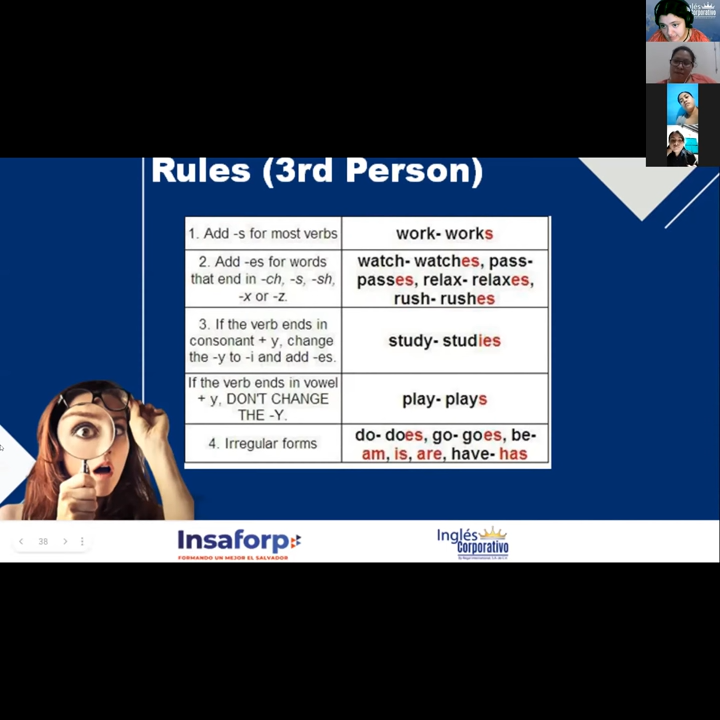 Inglés
Corporativo
Rules (3rd Person)
1. Add -s for most verbs
work- works
2. Add -es for words
that end in -ch, -s, -sh,
-x or -z.
watch- watches, pass-
passes, relax- relaxes,
rush- rushes
3. If the verb ends in
consonant + y, change
the -y to -i and add -es.
study- studies
If the verb ends in vowel
+ y, DON'T CHANGE
THE -Y.
play- plays
4. Irregular forms
do- does, go- goes, be-
am, is, are, have- has
38
Insaforp
FORMANDO UN MEJOR EL SALVADOR
Inglés
Corporativo